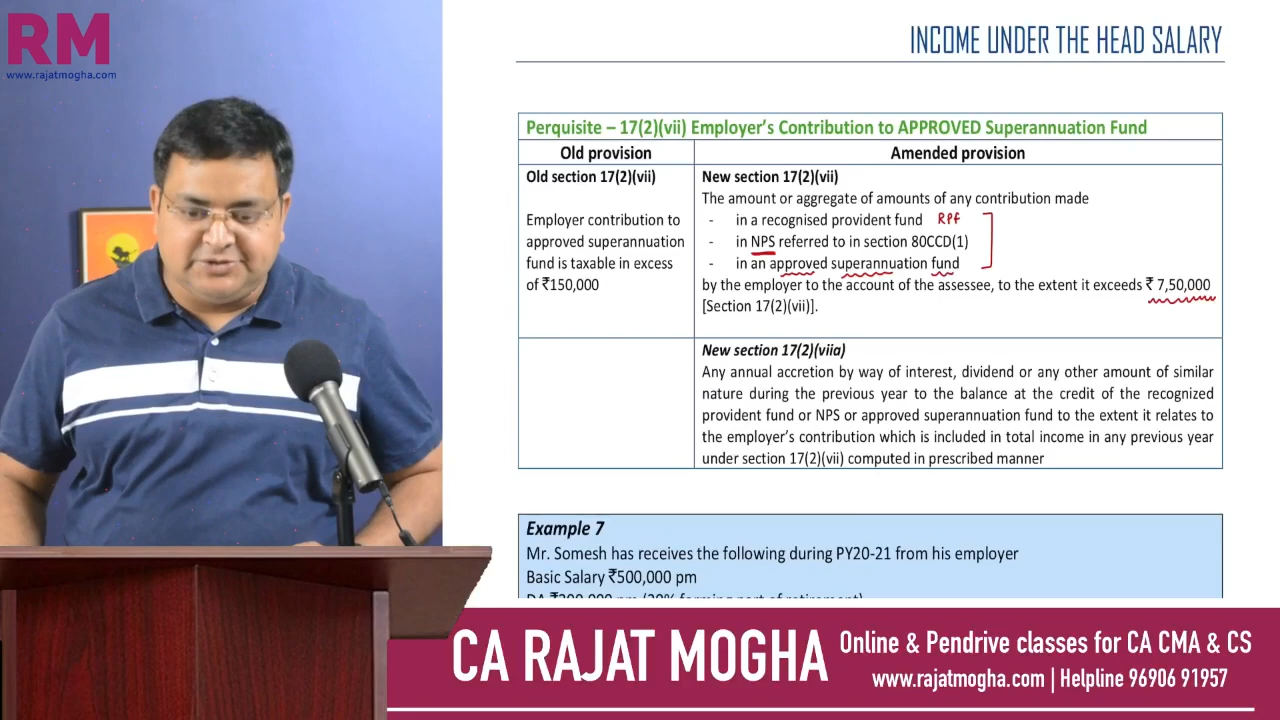 RM
www.rajatmogha.com
INCOME UNDER THE HEAD SALARY
Perquisite – 17(2)(vii) Employer's Contribution to APPROVED Superannuation Fund
Old provision
Amended provision
Old section 17(2)(vii)
Employer contribution to
approved superannuation
fund is taxable in excess
of ₹150,000
New section 17(2)(vii)
The amount or aggregate of amounts of any contribution made
- in a recognised provident fund RPF
- in NPS referred to in section 80CCD(1)
- in an approved superannuation fund
by the employer to the account of the assessee, to the extent it exceeds ₹ 7,50,000
[Section 17(2)(vii)].
New section 17(2)(viia)
Any annual accretion by way of interest, dividend or any other amount of similar
nature during the previous year to the balance at the credit of the recognized
provident fund or NPS or approved superannuation fund to the extent it relates to
the employer's contribution which is included in total income in any previous year
under section 17(2)(vii) computed in prescribed manner
Example 7
Mr. Somesh has receives the following during PY20-21 from his employer
Basic Salary ₹500,000 pm
DA ₹200,000 pm (20% forming part of retirement)
CA RAJAT MOGHA
Online & Pendrive classes for CA CMA & CS
www.rajatmogha.com | Helpline 96906 91957